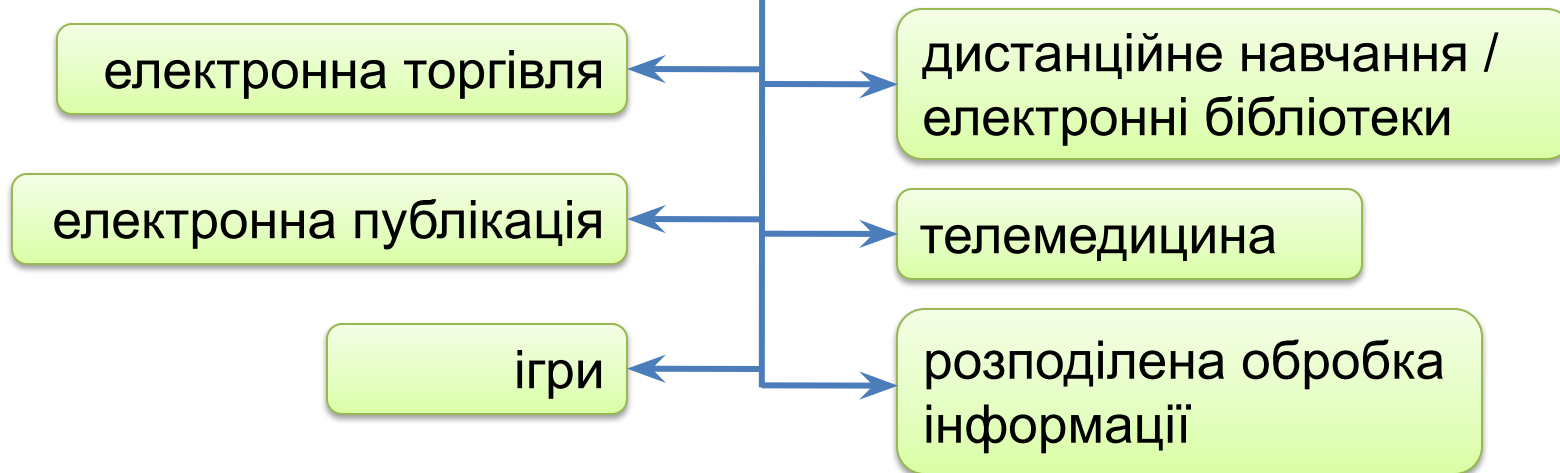 електронна торгівля
електронна публікація
ігри
дистанційне навчання /
електронні бібліотеки
телемедицина
розподілена обробка
інформації